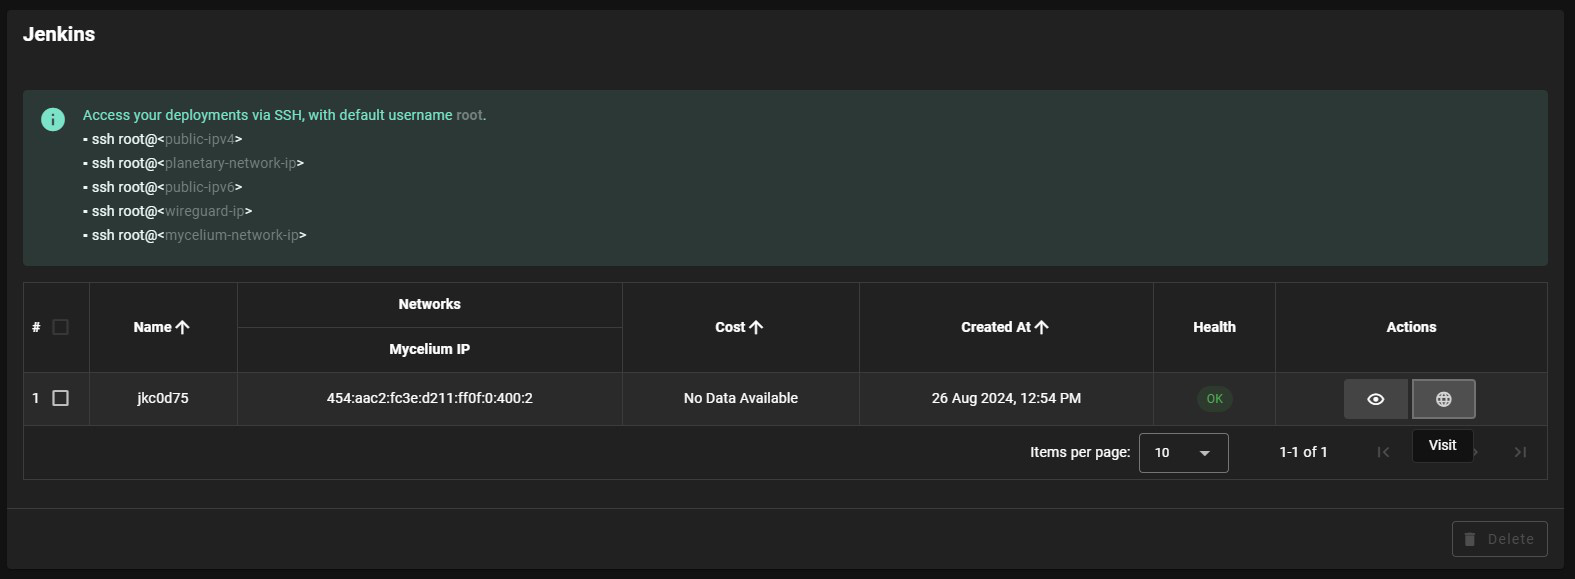 Jenkins
Access your deployments via SSH, with default username root.
- ssh root@<public-ipv4>
- ssh root@<planetary-network-ip>
- ssh root@<public-ipv6>
- ssh root@<wireguard-ip>
- ssh root@<mycelium-network-ip>
# Name Networks Cost Created At Health Actions
Mycelium IP
1 jkc0d75 454:aac2:fc3e:d211:ff0f:0:400:2 No Data Available 26 Aug 2024, 12:54 PM OK
Items per page: 10 1-1 of 1 Visit
Delete